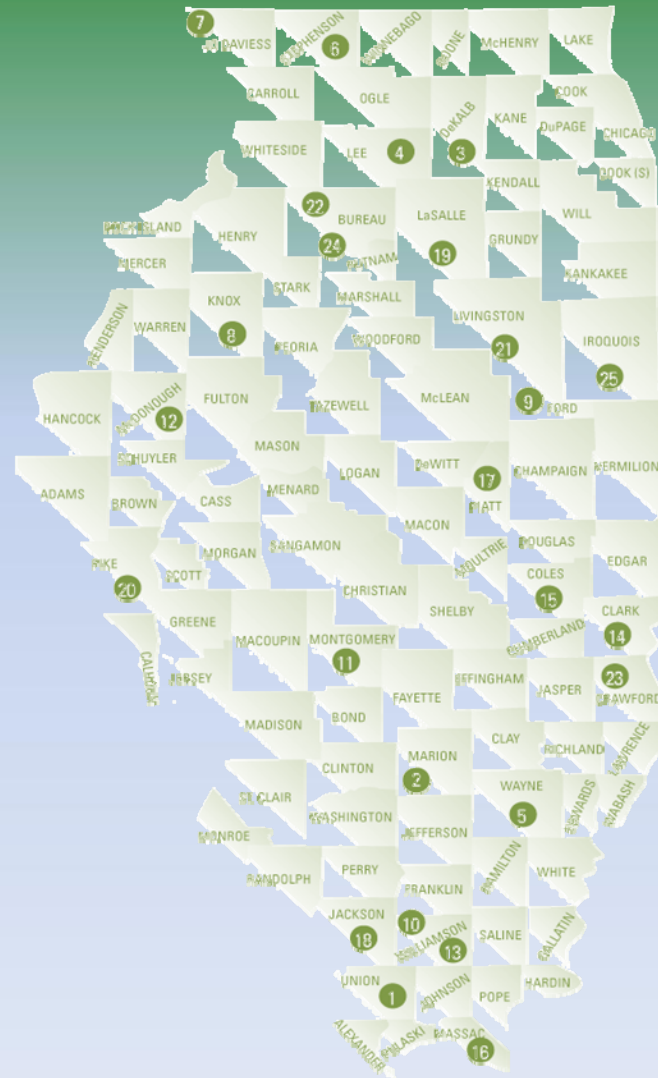 7
JO DAVIESS
STEPHENSON
6
WINNEBAGO
BOONE
McHENRY
LAKE
CARROLL
OGLE
DeKALB
KANE
COOK
DuPAGE
CHICAGO
WHITESIDE
LEE
4
3
KENDALL
COOK (S)
WILL
22
BUREAU
LaSALLE
ROCK ISLAND
HENRY
24
PUTNAM
19
GRUNDY
MERCER
KANKAKEE
STARK
MARSHALL
KNOX
HENDERSON
WARREN
8
PEORIA
WOODFORD
LIVINGSTON
21
IROQUOIS
25
HANCOCK
McDONOUGH
12
FULTON
TAZEWELL
McLEAN
9
FORD
MASON
SCHUYLER
LOGAN
DeWITT
17
CHAMPAIGN
VERMILION
ADAMS
BROWN
CASS
MENARD
PIATT
MACON
PIKE
SCOTT
MORGAN
SANGAMON
MOULTRIE
DOUGLAS
EDGAR
20
CHRISTIAN
COLES
15
GREENE
SHELBY
CLARK
14
CALHOUN
JERSEY
MACOUPIN
MONTGOMERY
11
CUMBERLAND
FAYETTE
EFFINGHAM
JASPER
23
CRAWFORD
MADISON
BOND
CLAY
RICHLAND
LAWRENCE
CLINTON
MARION
2
ST. CLAIR
WAYNE
5
EDWARDS
WABASH
MONROE
WASHINGTON
JEFFERSON
RANDOLPH
PERRY
FRANKLIN
HAMILTON
WHITE
JACKSON
18
10
WILLIAMSON
13
SALINE
GALLATIN
UNION
1
JOHNSON
POPE
HARDIN
ALEXANDER
PULASKI
MASSAC
16